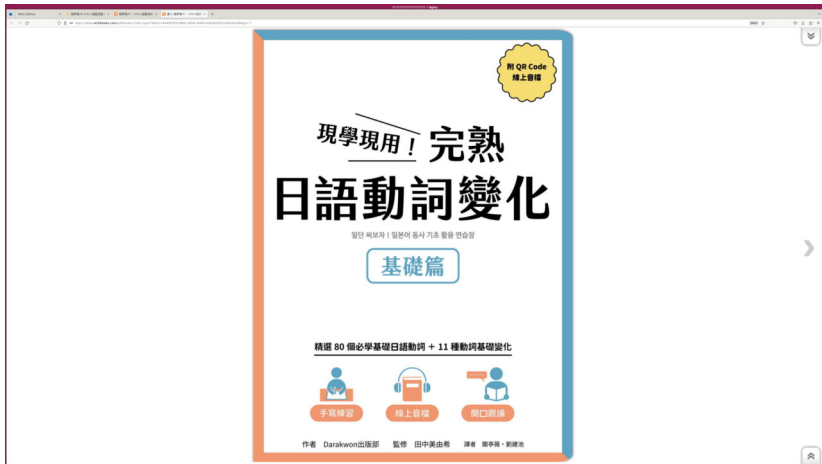 附 QR Code
線上音檔
現學現用！
完熟
日語動詞變化
일단 써보자！일본어 동사 기초 활용 연습장
基礎篇
精選 80 個必學基礎日語動詞 ＋ 11 種動詞基礎變化
手寫練習
線上音檔
開口跟讀
作者 Darakwon出版部 監修 田中美由希 譯者 關亭薇・劉建池